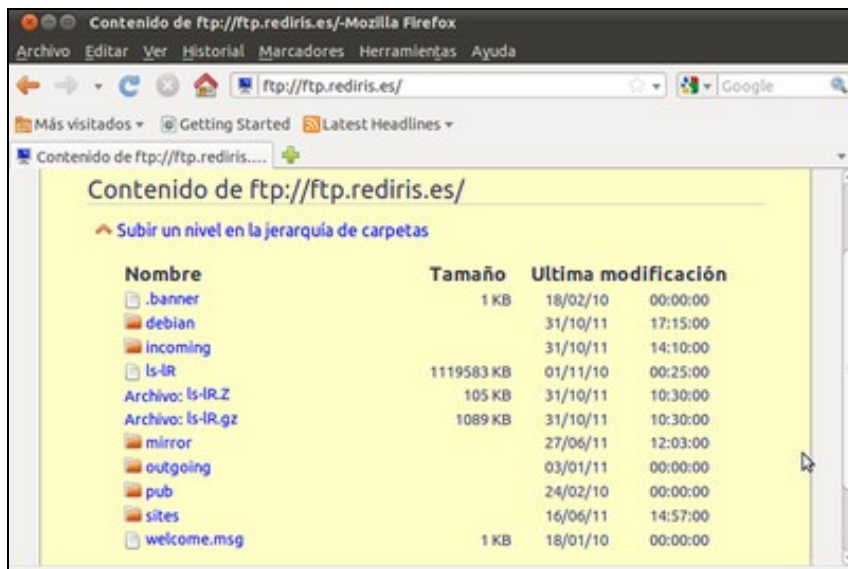 Contenido de ftp://ftp.rediris.es/-Mozilla Firefox
Archivo Editar Ver Historial Marcadores Herramientas Ayuda
ftp://ftp.rediris.es/ Google
Más visitados Getting Started Latest Headlines
Contenido de ftp://ftp.rediris....
Contenido de ftp://ftp.rediris.es/
Subir un nivel en la jerarquía de carpetas
Nombre Tamaño Ultima modificación
.banner 1 KB 18/02/10 00:00:00
debian 31/10/11 17:15:00
incoming 31/10/11 14:10:00
ls-lR 1119583 KB 01/11/10 00:25:00
Archivo: ls-lR.Z 105 KB 31/10/11 10:30:00
Archivo: ls-lR.gz 1089 KB 31/10/11 10:30:00
mirror 27/06/11 12:03:00
outgoing 03/01/11 00:00:00
pub 24/02/10 00:00:00
sites 16/06/11 14:57:00
welcome.msg 1 KB 18/01/10 00:00:00